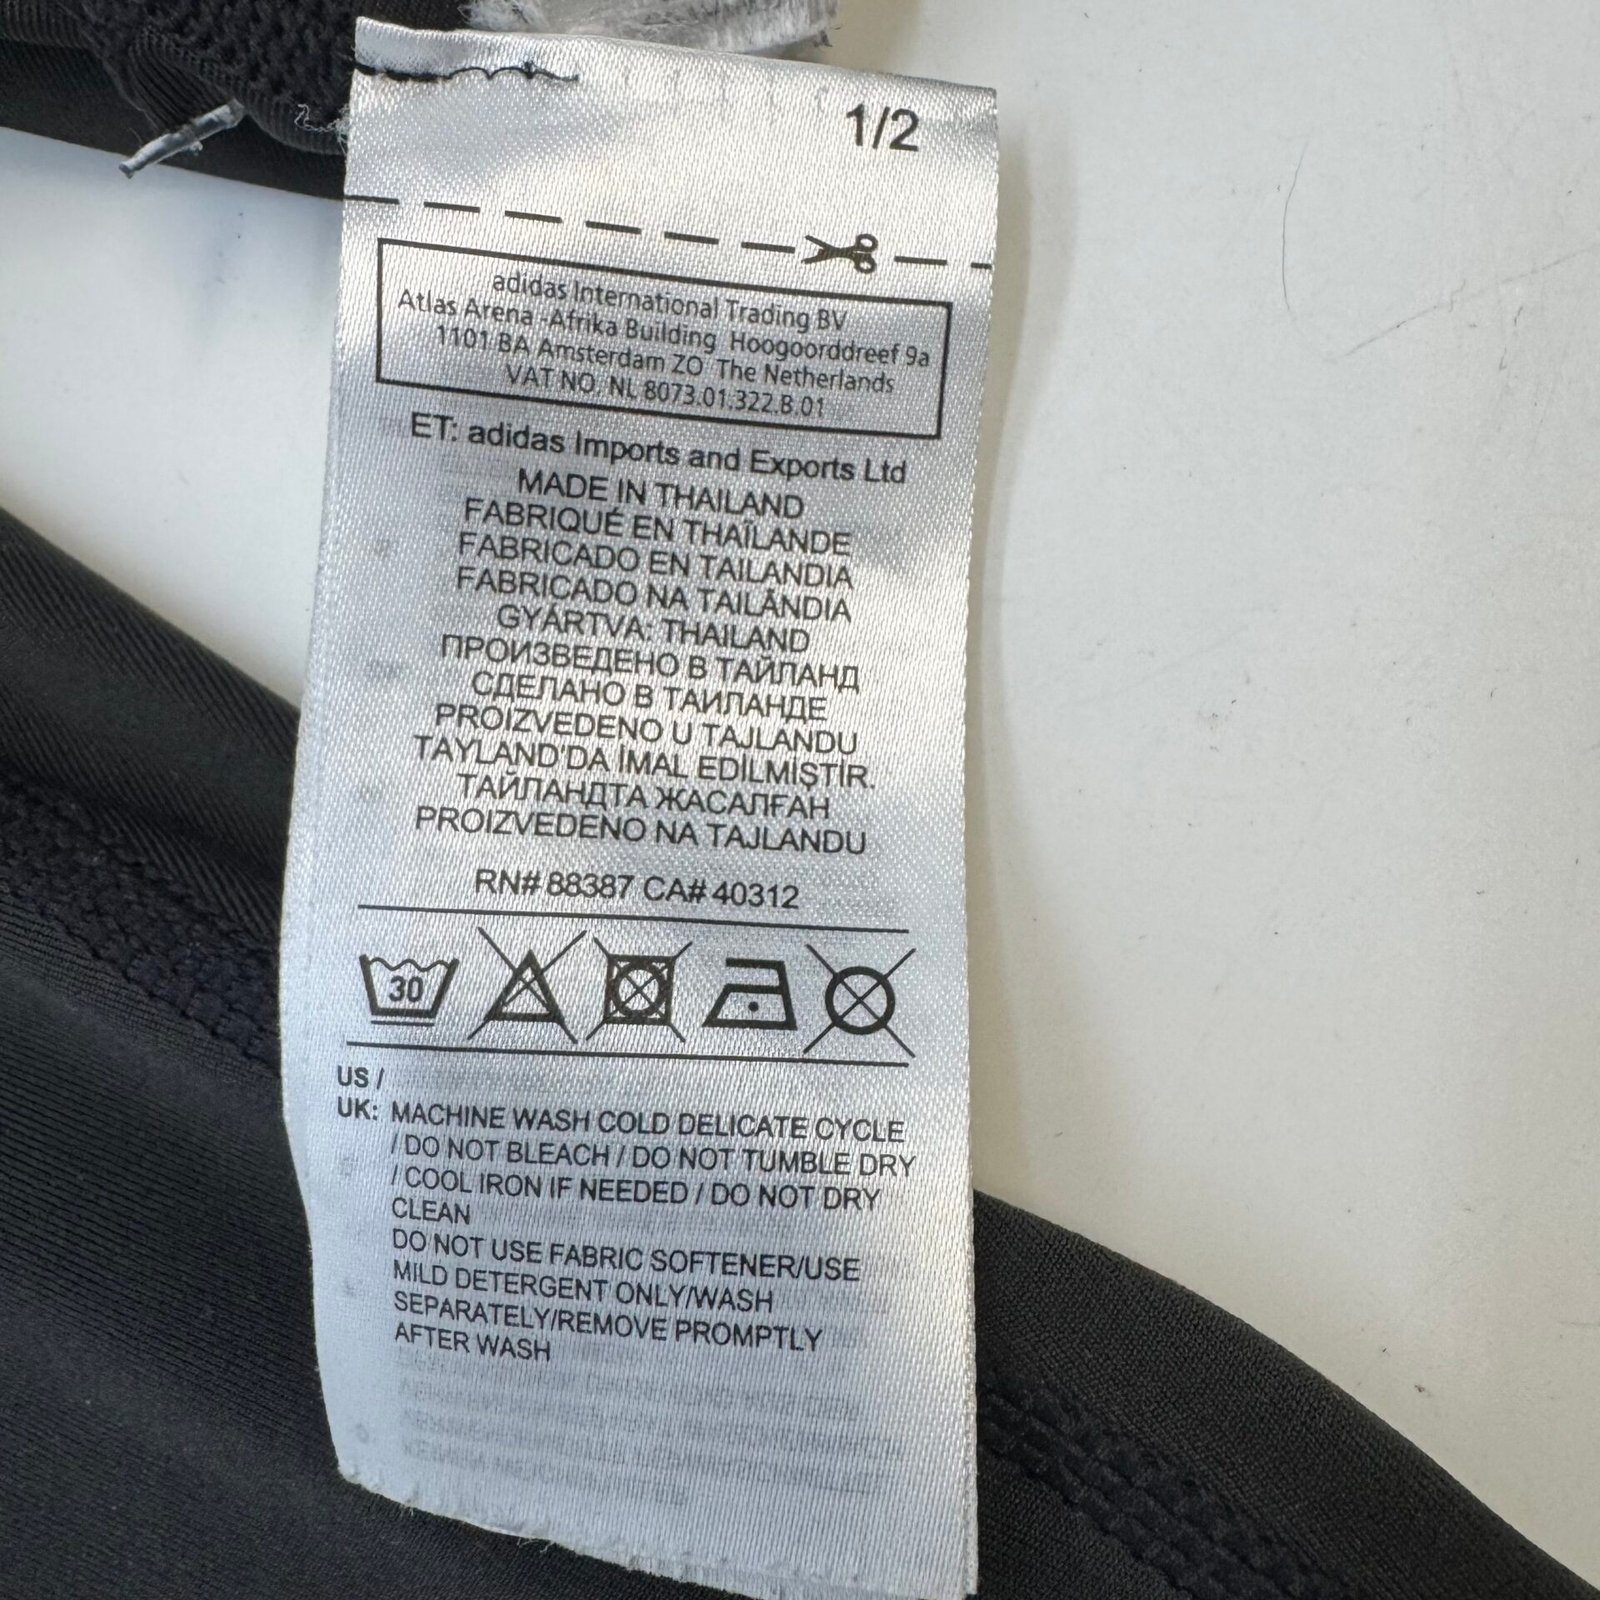 1/2
adidas International Trading BV
Atlas Arena -Afrika Building Hoogoorddreef 9a
1101 BA Amsterdam ZO The Netherlands
VAT NO. NL 8073.01.322.B.01
ET: adidas Imports and Exports Ltd
MADE IN THAILAND
FABRIQUÉ EN THAÏLANDE
FABRICADO EN TAILANDIA
FABRICADO NA TAILÂNDIA
GYÁRTVA: THAILAND
ПРОИЗВЕДЕНО В ТАЙЛАНД
СДЕЛАНО В ТАИЛАНДЕ
PROIZVEDENO U TAJLANDU
TAYLAND'DA İMAL EDİLMİŞTİR.
ТАЙЛАНДТА ЖАСАЛҒАН
PROIZVEDENO NA TAJLANDU
RN# 88387 CA# 40312
30
US /
UK: MACHINE WASH COLD DELICATE CYCLE
/ DO NOT BLEACH / DO NOT TUMBLE DRY
/ COOL IRON IF NEEDED / DO NOT DRY
CLEAN
DO NOT USE FABRIC SOFTENER/USE
MILD DETERGENT ONLY/WASH
SEPARATELY/REMOVE PROMPTLY
AFTER WASH